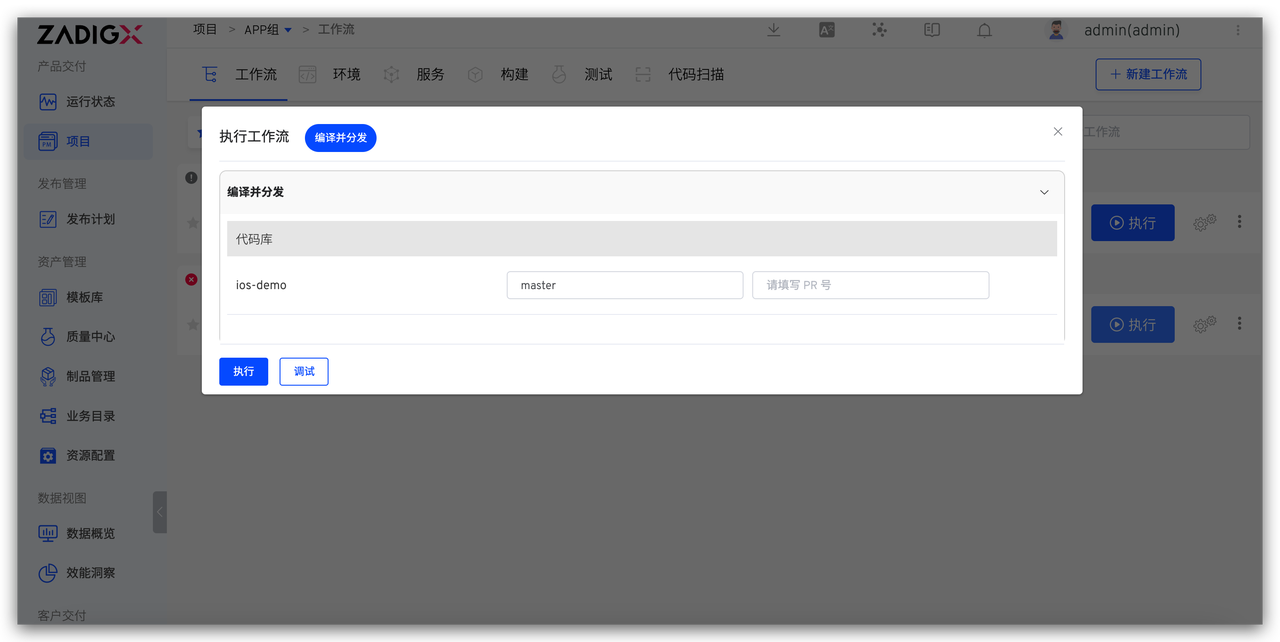 ZADIGX
项目 > APP组 > 工作流
admin(admin)
产品交付
运行状态
项目
发布管理
发布计划
资产管理
模板库
质量中心
制品管理
业务目录
资源配置
数据视图
数据概览
效能洞察
客户交付
工作流 环境 服务 构建 测试 代码扫描
+ 新建工作流
工作流
执行工作流 编译并分发
编译并分发
代码库
ios-demo master 请填写 PR 号
执行 调试
执行
执行